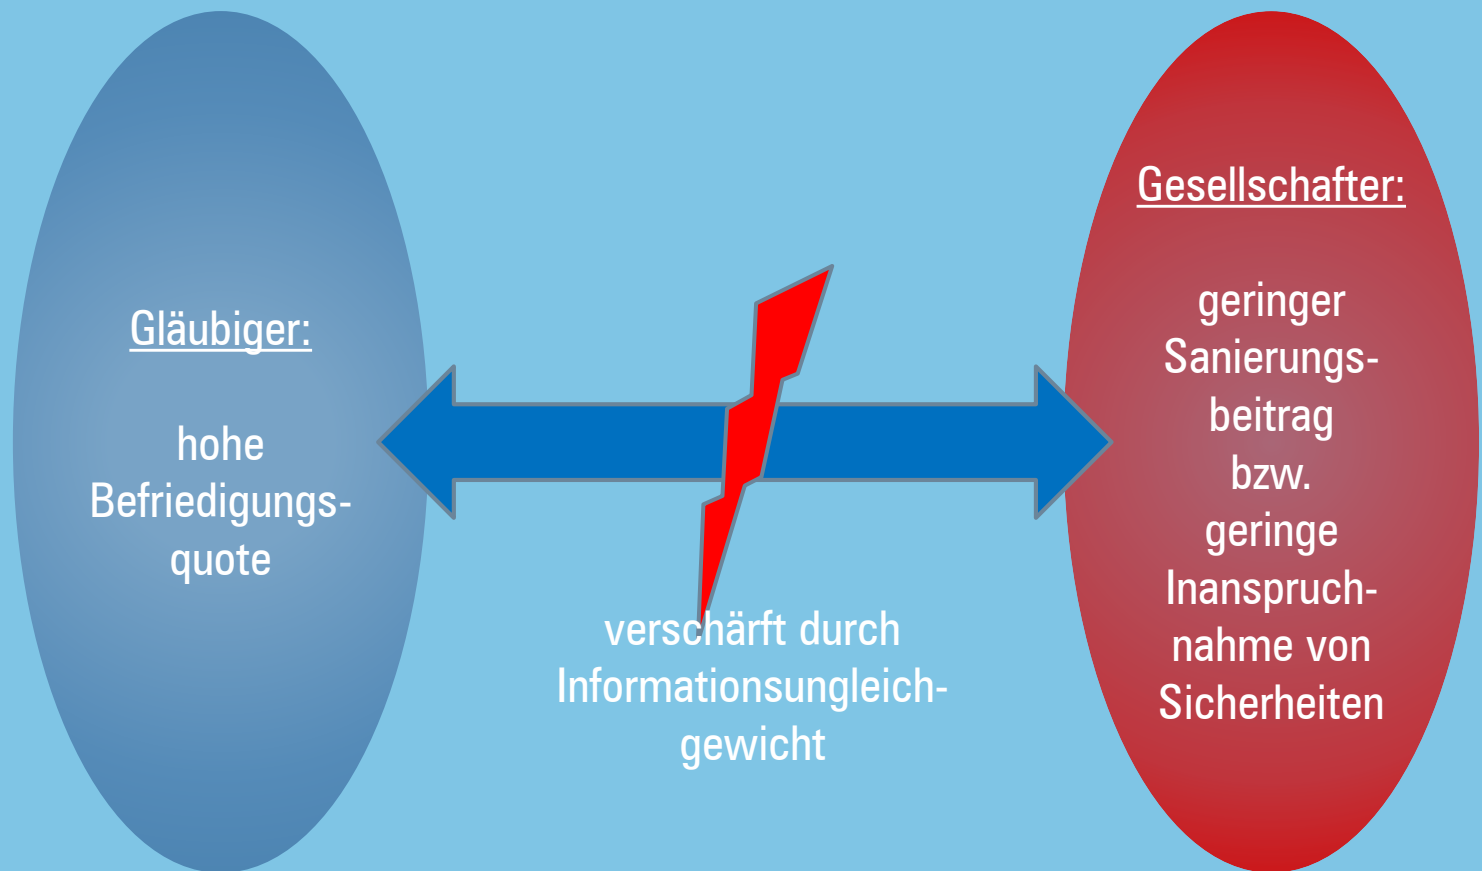 Gläubiger:
hohe
Befriedigungs-
quote
verschärft durch
Informationsungleich-
gewicht
Gesellschafter:
geringer
Sanierungs-
beitrag
bzw.
geringe
Inanspruch-
nahme von
Sicherheiten